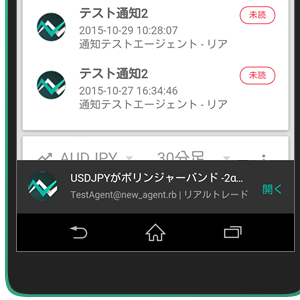 テスト通知2
未読
2015-10-29 10:28:07
通知テストエージェント - リア
テスト通知2
未読
2015-10-27 16:34:46
通知テストエージェント - リア
AUDJPY 30分足
USDJPYがボリンジャーバンド -2σ...
TestAgent@new_agent.rb | リアルトレード
開く